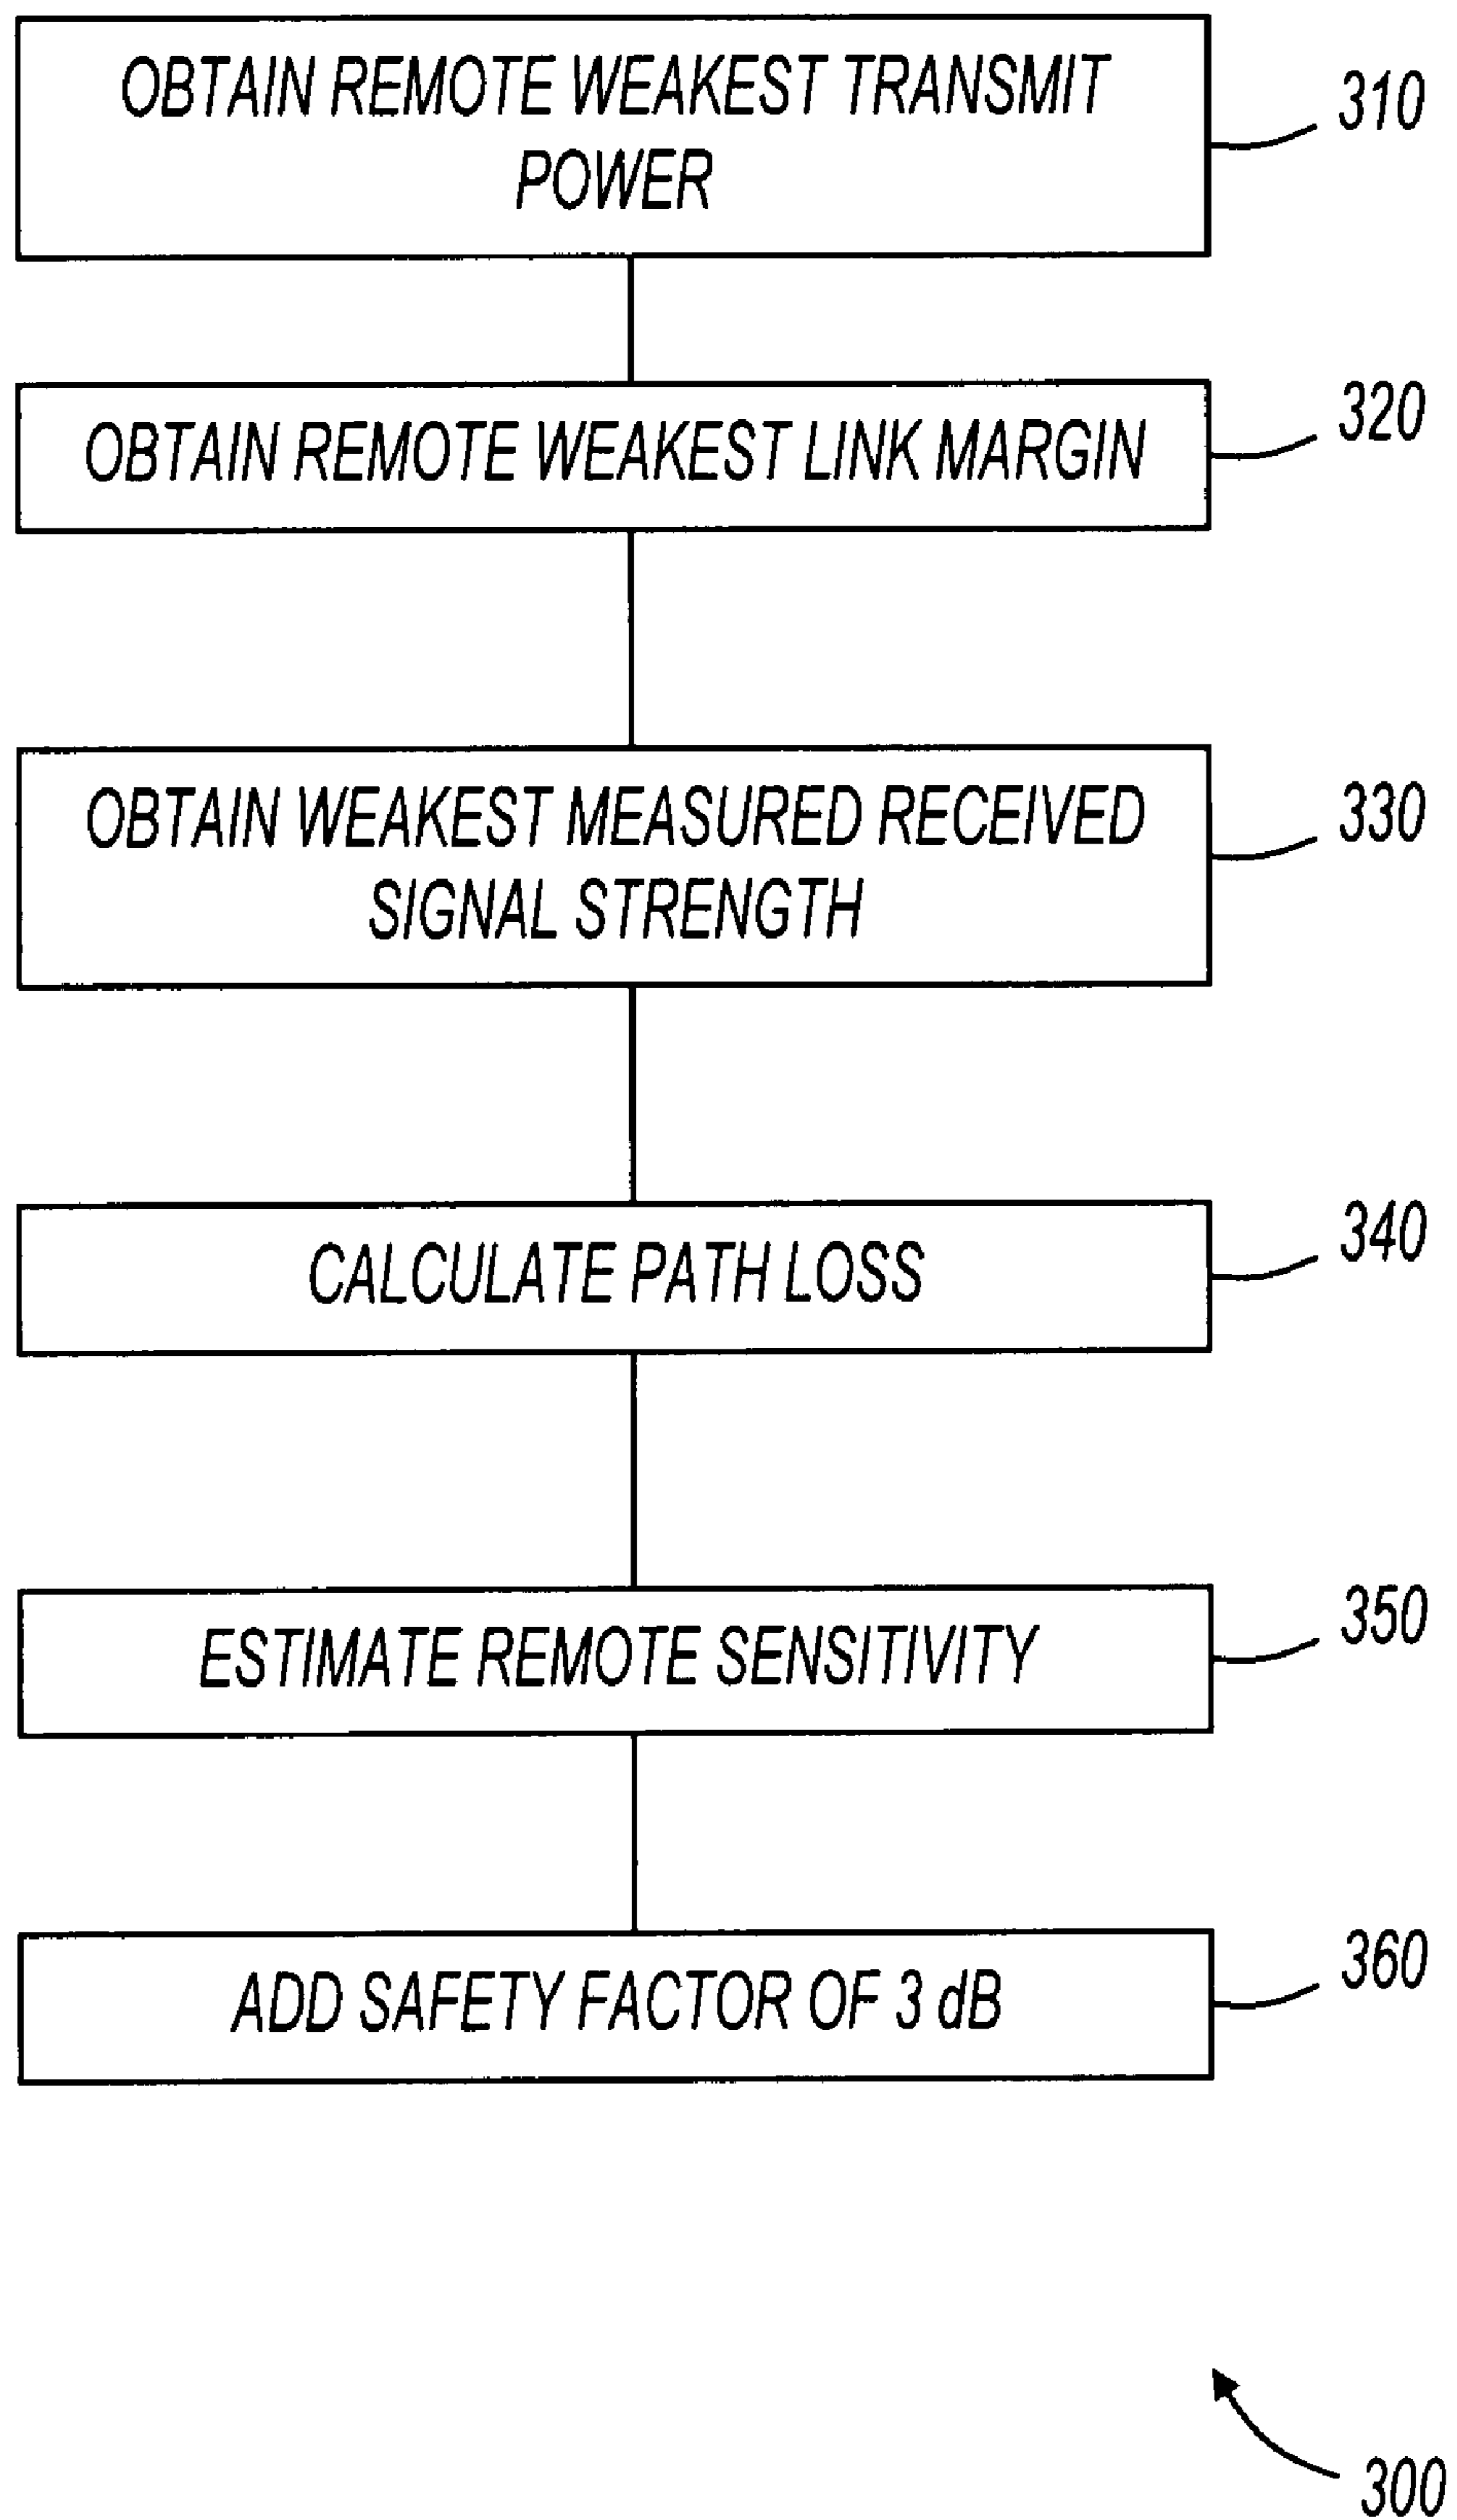 OBTAIN REMOTE WEAKEST TRANSMIT
POWER
310
OBTAIN REMOTE WEAKEST LINK MARGIN
320
OBTAIN WEAKEST MEASURED RECEIVED
SIGNAL STRENGTH
330
CALCULATE PATH LOSS
340
ESTIMATE REMOTE SENSITIVITY
350
ADD SAFETY FACTOR OF 3 dB
360
300